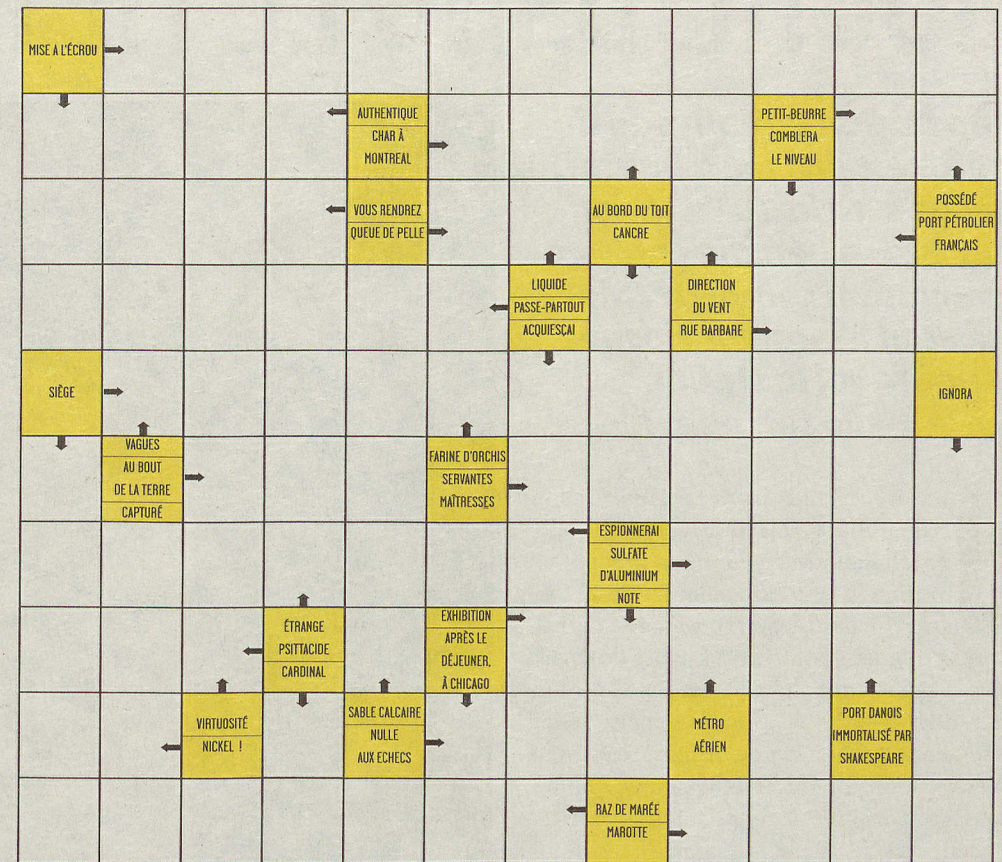 MISE A L'ÉCROU
AUTHENTIQUE
CHAR À
MONTREAL
PETIT-BEURRE
COMBLERA
LE NIVEAU
VOUS RENDREZ
QUEUE DE PELLE
AU BORD DU TOIT
CANCRE
POSSÉDÉ
PORT PÉTROLIER
FRANÇAIS
LIQUIDE
PASSE-PARTOUT
ACQUIESÇAI
DIRECTION
DU VENT
RUE BARBARE
SIÈGE
IGNORA
VAGUES
AU BOUT
DE LA TERRE
CAPTURÉ
FARINE D'ORCHIS
SERVANTES
MAÎTRESSES
ESPIONNERAI
SULFATE
D'ALUMINIUM
NOTE
ÉTRANGE
PSITTACIDE
CARDINAL
EXHIBITION
APRÈS LE
DÉJEUNER,
À CHICAGO
VIRTUOSITÉ
NICKEL !
SABLE CALCAIRE
NULLE
AUX ECHECS
MÉTRO
AÉRIEN
PORT DANOIS
IMMORTALISÉ PAR
SHAKESPEARE
RAZ DE MARÉE
MAROTTE